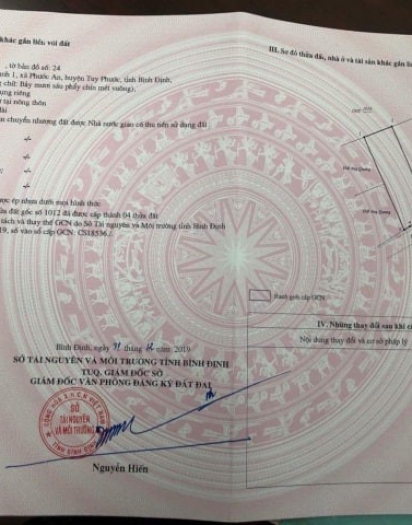 khác gắn liền với đất
, tờ bản đồ số: 24
nh 1, xã Phước An, huyện Tuy Phước, tỉnh Bình Định.
chữ: Bảy mươi sáu phẩy chín mét vuông);
ụng riêng
tại nông thôn
dài
n chuyển nhượng đất được Nhà nước giao có thu tiền sử dụng đất
-/-
-/-
-/-
-/-
ược ép nhựa dưới mọi hình thức.
ửa đất gốc số 1012 đã được cấp thành 04 thửa đất
tách và thay thế GCN do Sở Tài nguyên và Môi trường tỉnh Bình Định
19, số vào sổ cấp GCN: CS18536./
Bình Định, ngày 31 tháng 12 năm 2019
SỞ TÀI NGUYÊN VÀ MÔI TRƯỜNG TỈNH BÌNH ĐỊNH
TUQ. GIÁM ĐỐC SỞ
GIÁM ĐỐC VĂN PHÒNG ĐĂNG KÝ ĐẤT ĐAI
SỞ
TÀI NGUYÊN
VÀ MÔI TRƯỜNG
Nguyễn Hiến
III. Sơ đồ thửa đất, nhà ở và tài sản khác gắn liề
Ranh giới cấp GCN
IV. Những thay đổi sau khi c
Nội dung thay đổi và cơ sở pháp lý